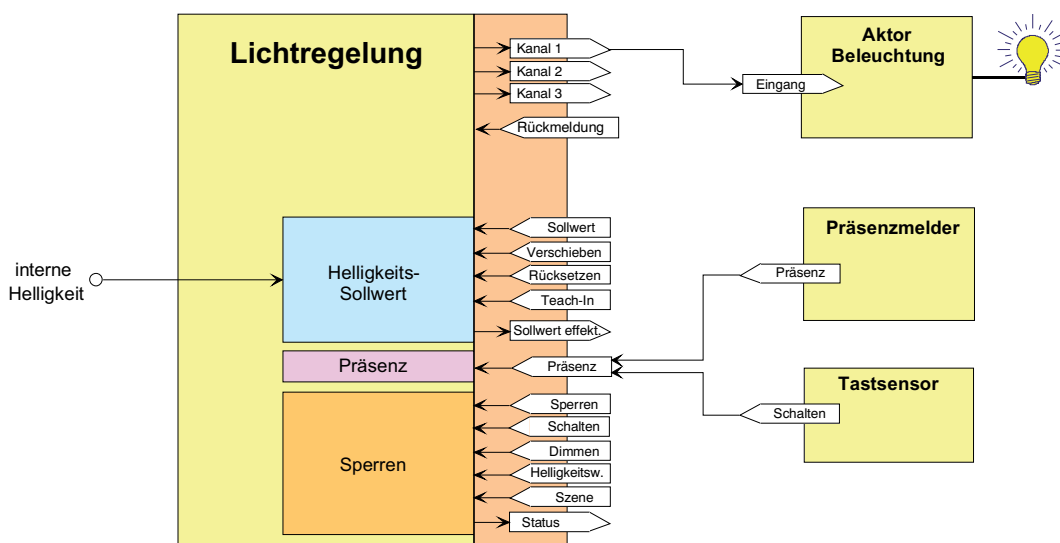 Lichtregelung
Kanal 1
Kanal 2
Kanal 3
Rückmeldung
Eingang
Aktor
Beleuchtung
interne
Helligkeit
Helligkeits-
Sollwert
Sollwert
Verschieben
Rücksetzen
Teach-In
Sollwert effekt.
Präsenz
Präsenz
Präsenzmelder
Präsenz
Tastsensor
Schalten
Sperren
Sperren
Schalten
Dimmen
Helligkeitsw.
Szene
Status